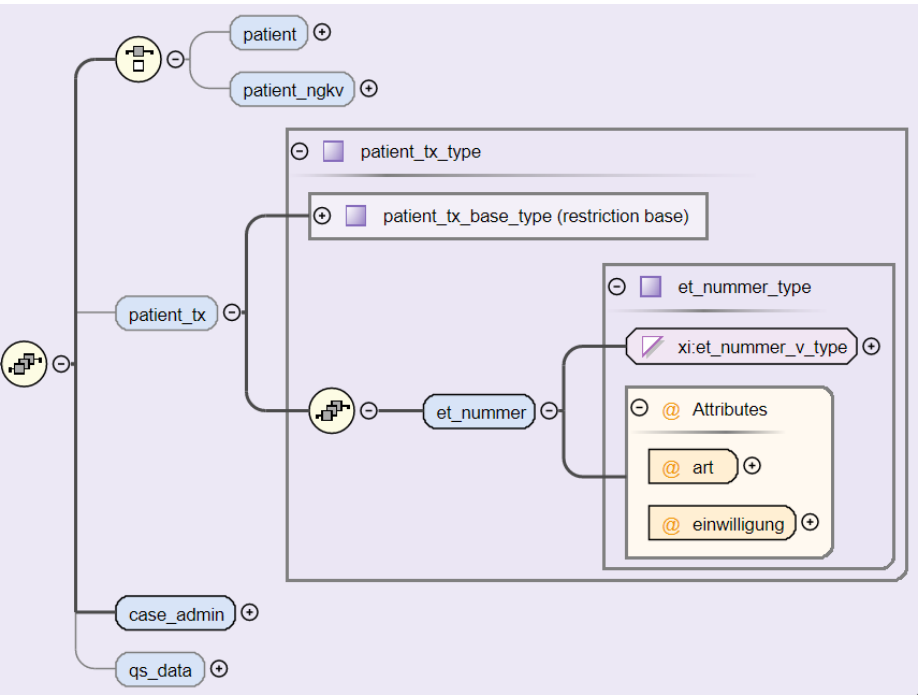 patient
patient_ngkv
patient_tx_type
patient_tx_base_type (restriction base)
et_nummer_type
patient_tx
xi:et_nummer_v_type
et_nummer
@ Attributes
@ art
@ einwilligung
case_admin
qs_data